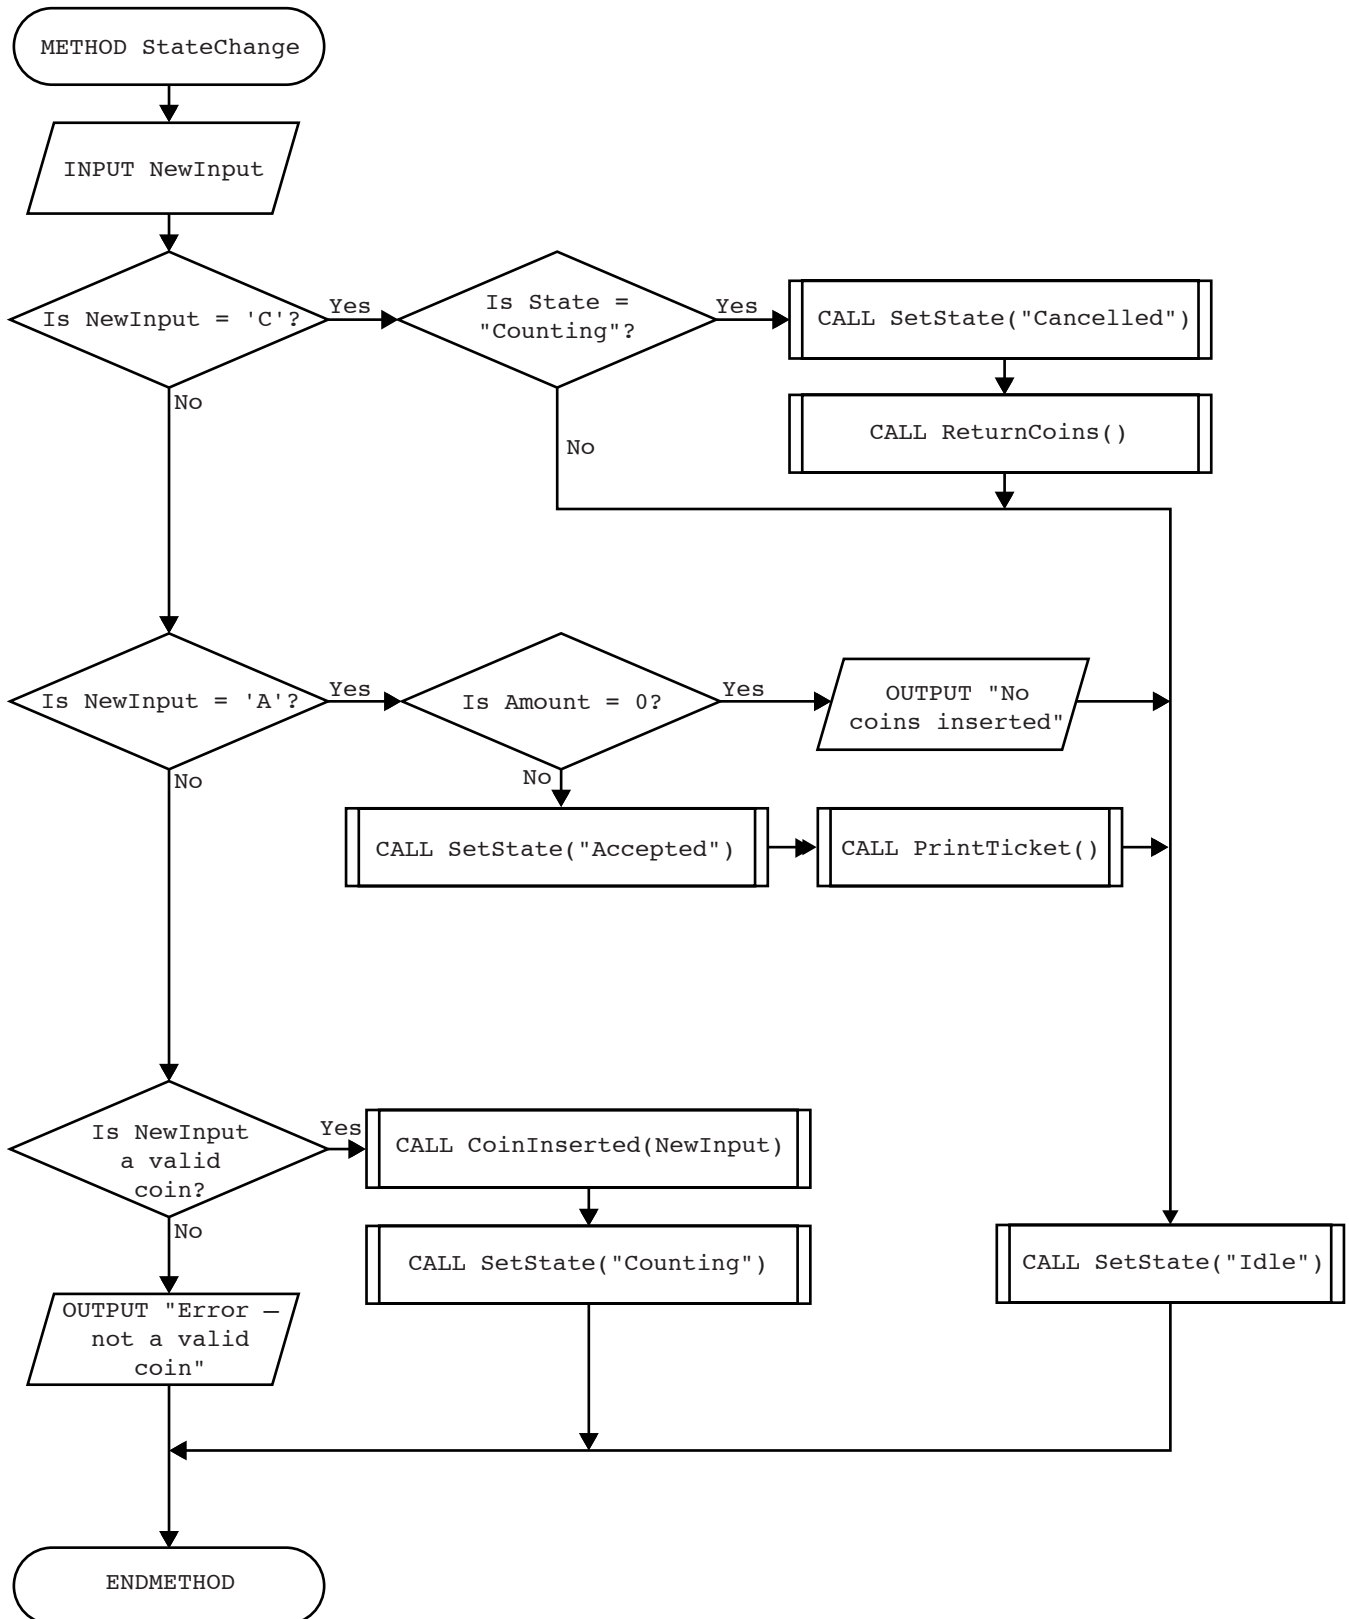 METHOD StateChange
INPUT NewInput
Is NewInput = 'C'?
Yes
No
Is State =
"Counting"?
Yes
No
CALL SetState("Cancelled")
CALL ReturnCoins()
Is NewInput = 'A'?
Yes
No
Is Amount = 0?
Yes
No
OUTPUT "No
coins inserted"
CALL SetState("Accepted")
CALL PrintTicket()
Is NewInput
a valid
coin?
Yes
No
CALL CoinInserted(NewInput)
CALL SetState("Counting")
CALL SetState("Idle")
OUTPUT "Error –
not a valid
coin"
ENDMETHOD